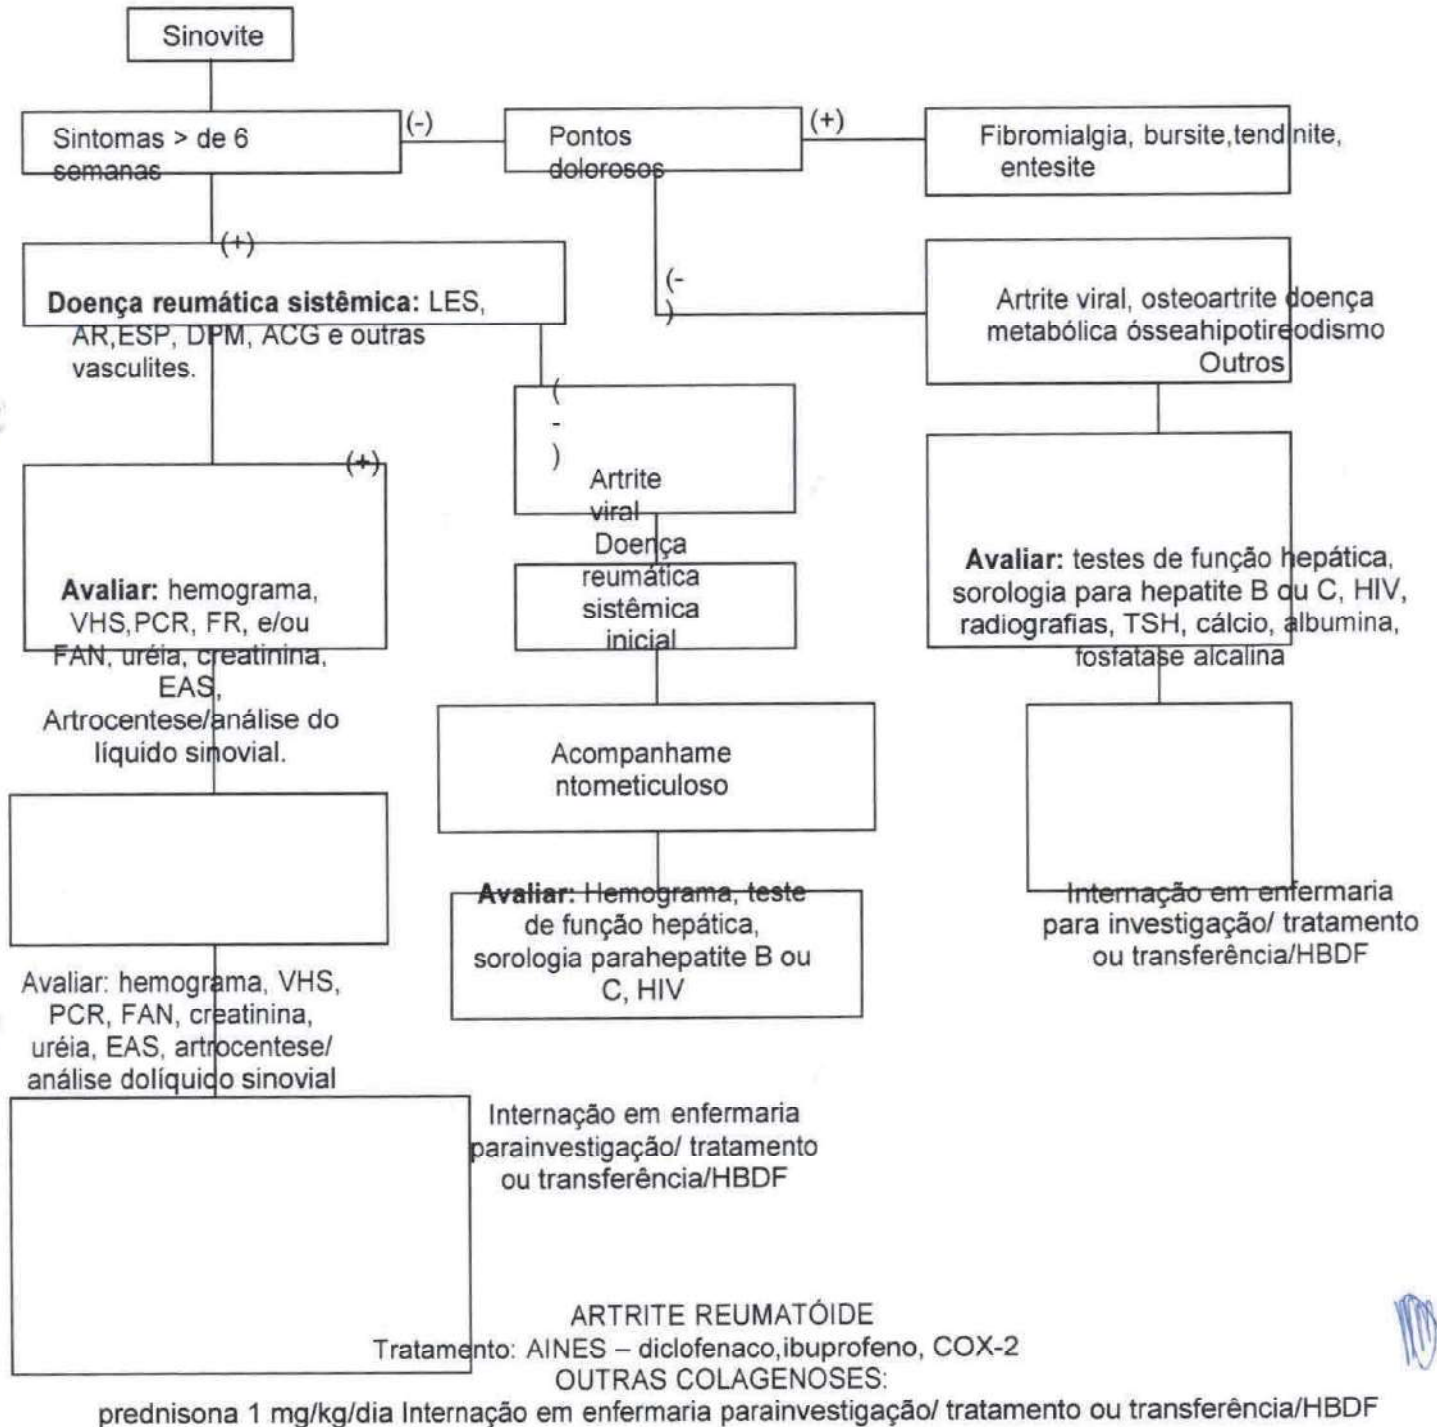 Sinovite
Sintomas > de 6
semanas
(-)
Pontos
dolorosos
(+)
Fibromialgia, bursite,tendinite,
entesite
(+)
Doença reumática sistêmica: LES,
AR,ESP, DPM, ACG e outras
vasculites.
(-
)
Artrite viral, osteoartrite doença
metabólica ósseahipotireodismo
Outros
(
-
)
Artrite
viral
Doença
reumática
sistêmica
inicial
(+)
Avaliar: hemograma,
VHS,PCR, FR, e/ou
FAN, uréia, creatinina,
EAS,
Artrocentese/análise do
líquido sinovial.
Avaliar: testes de função hepática,
sorologia para hepatite B ou C, HIV,
radiografias, TSH, cálcio, albumina,
fosfatase alcalina
Acompanhame
ntometiculoso
Avaliar: Hemograma, teste
de função hepática,
sorologia parahepatite B ou
C, HIV
Internação em enfermaria
para investigação/ tratamento
ou transferência/HBDF
Avaliar: hemograma, VHS,
PCR, FAN, creatinina,
uréia, EAS, artrocentese/
análise dolíquido sinovial
Internação em enfermaria
parainvestigação/ tratamento
ou transferência/HBDF
ARTRITE REUMATÓIDE
Tratamento: AINES – diclofenaco,ibuprofeno, COX-2
OUTRAS COLAGENOSES:
prednisona 1 mg/kg/dia Internação em enfermaria parainvestigação/ tratamento ou transferência/HBDF